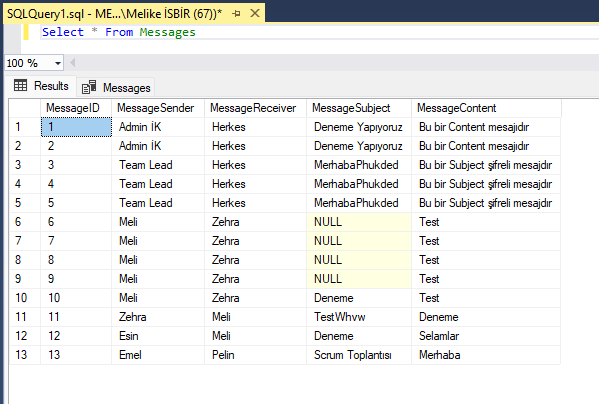 SQLQuery1.sql - ME...\Melike İSBİR (67))*
Select * From Messages
100 %
Results Messages
MessageID MessageSender MessageReceiver MessageSubject MessageContent
1 1 Admin İK Herkes Deneme Yapıyoruz Bu bir Content mesajıdır
2 2 Admin İK Herkes Deneme Yapıyoruz Bu bir Content mesajıdır
3 3 Team Lead Herkes MerhabaPhukded Bu bir Subject şifreli mesajdır
4 4 Team Lead Herkes MerhabaPhukded Bu bir Subject şifreli mesajdır
5 5 Team Lead Herkes MerhabaPhukded Bu bir Subject şifreli mesajdır
6 6 Meli Zehra NULL Test
7 7 Meli Zehra NULL Test
8 8 Meli Zehra NULL Test
9 9 Meli Zehra NULL Test
10 10 Meli Zehra Deneme Test
11 11 Zehra Meli TestWhvw Deneme
12 12 Esin Meli Deneme Selamlar
13 13 Emel Pelin Scrum Toplantısı Merhaba